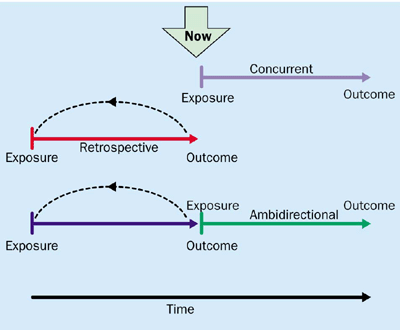 Now
Concurrent
Exposure
Outcome
Retrospective
Exposure
Outcome
Exposure
Outcome
Ambidirectional
Exposure
Outcome
Time